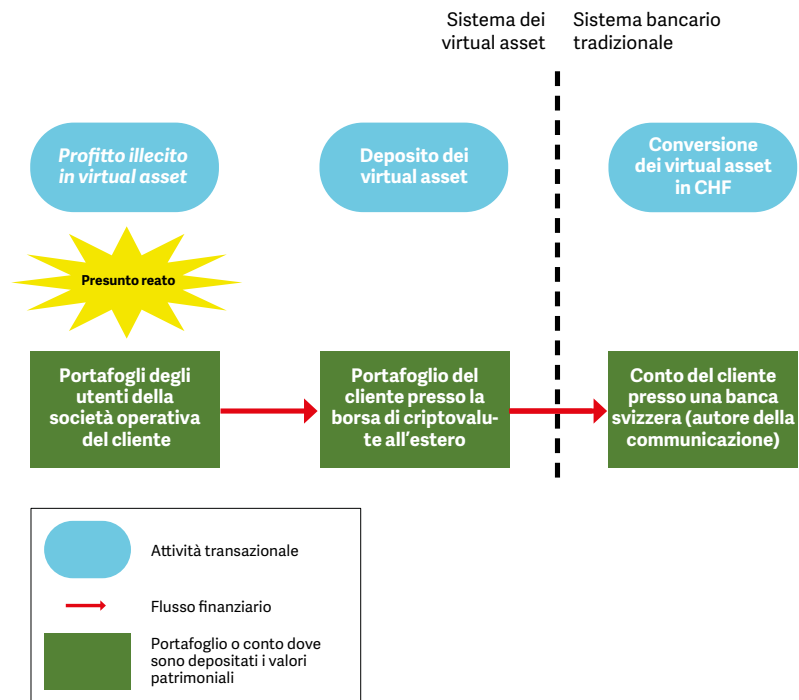 Sistema dei
virtual asset
Sistema bancario
tradizionale
Profitto illecito
in virtual asset
Deposito dei
virtual asset
Conversione
dei virtual asset
in CHF
Presunto reato
Portafogli degli
utenti della
società operativa
del cliente
Portafoglio del
cliente presso la
borsa di criptovalu-
te all'estero
Conto del cliente
presso una banca
svizzera (autore della
communicazione)
Attività transazionale
Flusso finanziario
Portafoglio o conto dove
sono depositati i valori
patrimoniali